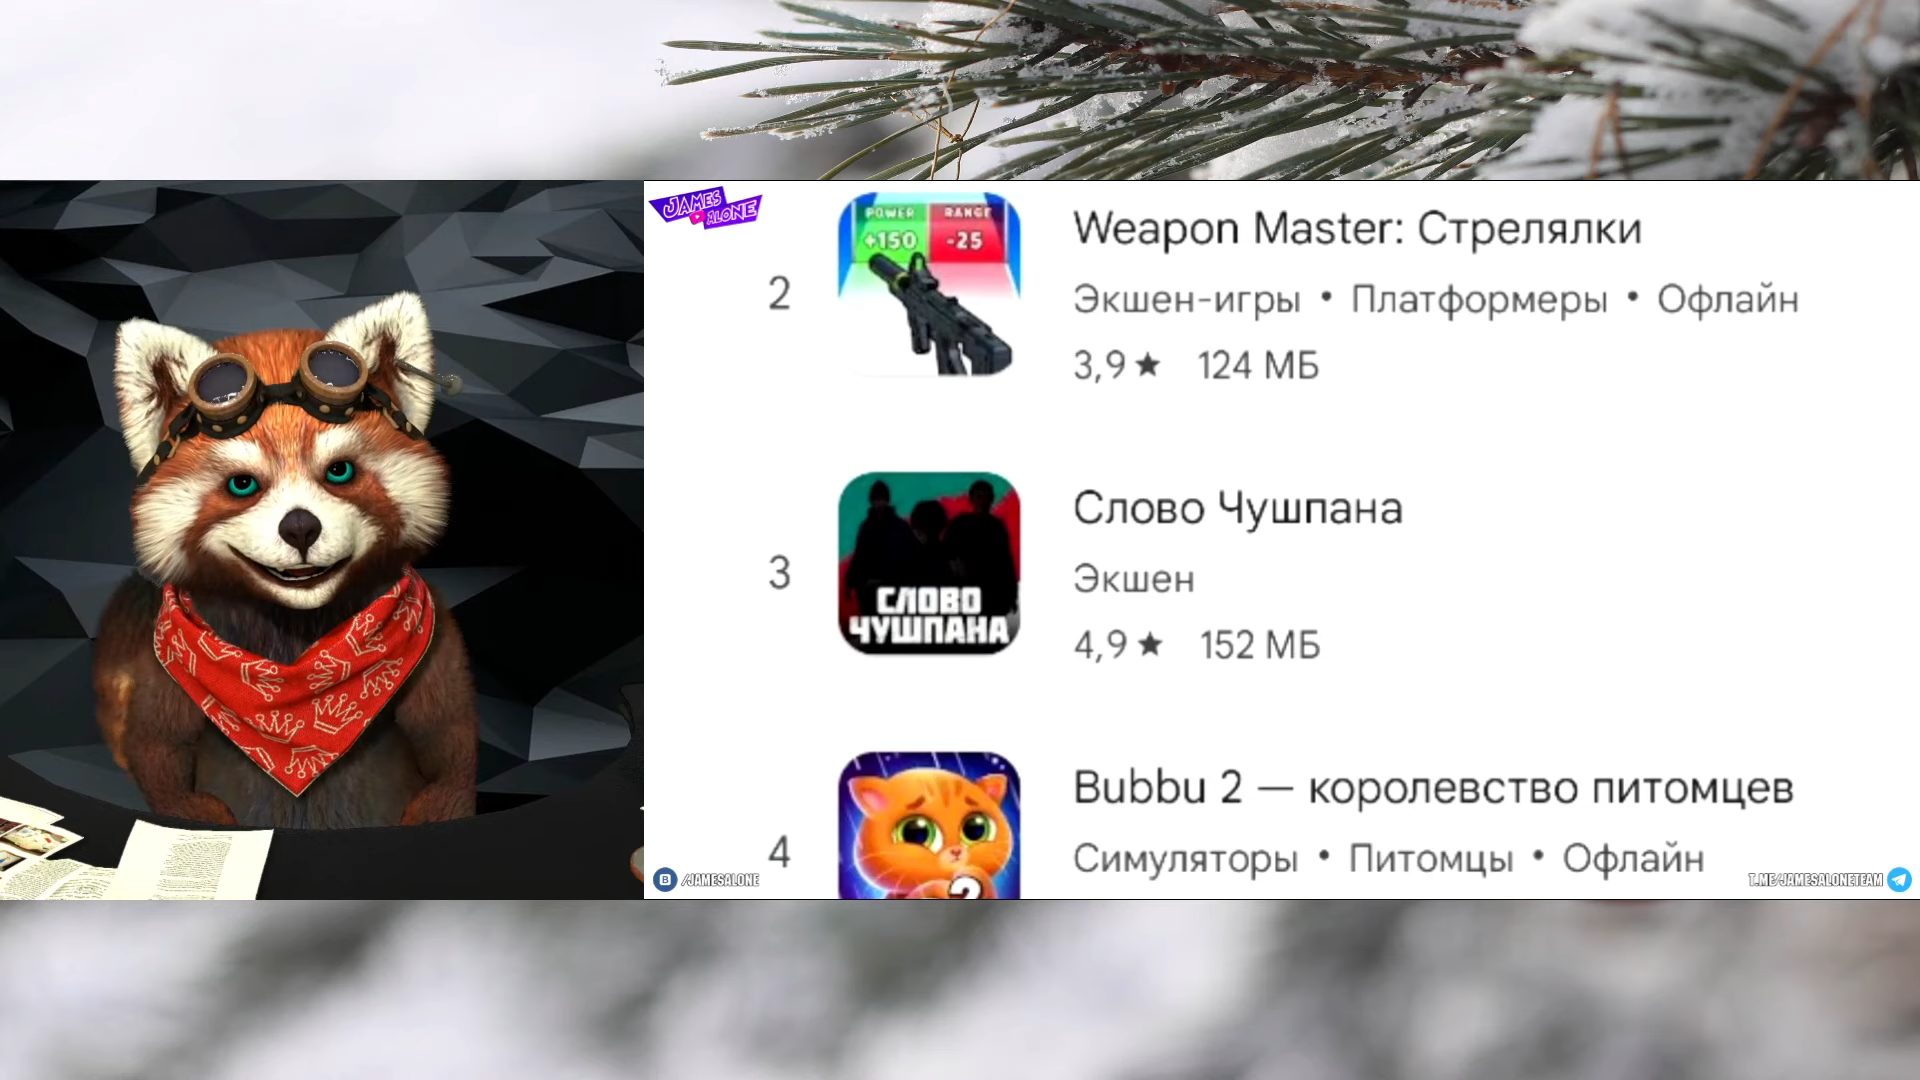 JAMES
ALONE
2
POWER
+150
RANGE
-25
Weapon Master: Стрелялки
Экшен-игры • Платформеры • Офлайн
3,9 ★ 124 МБ
3
СЛОВО
ЧУШПАНА
Слово Чушпана
Экшен
4,9 ★ 152 МБ
4
2
Bubbu 2 — королевство питомцев
Симуляторы • Питомцы • Офлайн
В /JAMESALONE
T.ME/JAMESALONETEAM